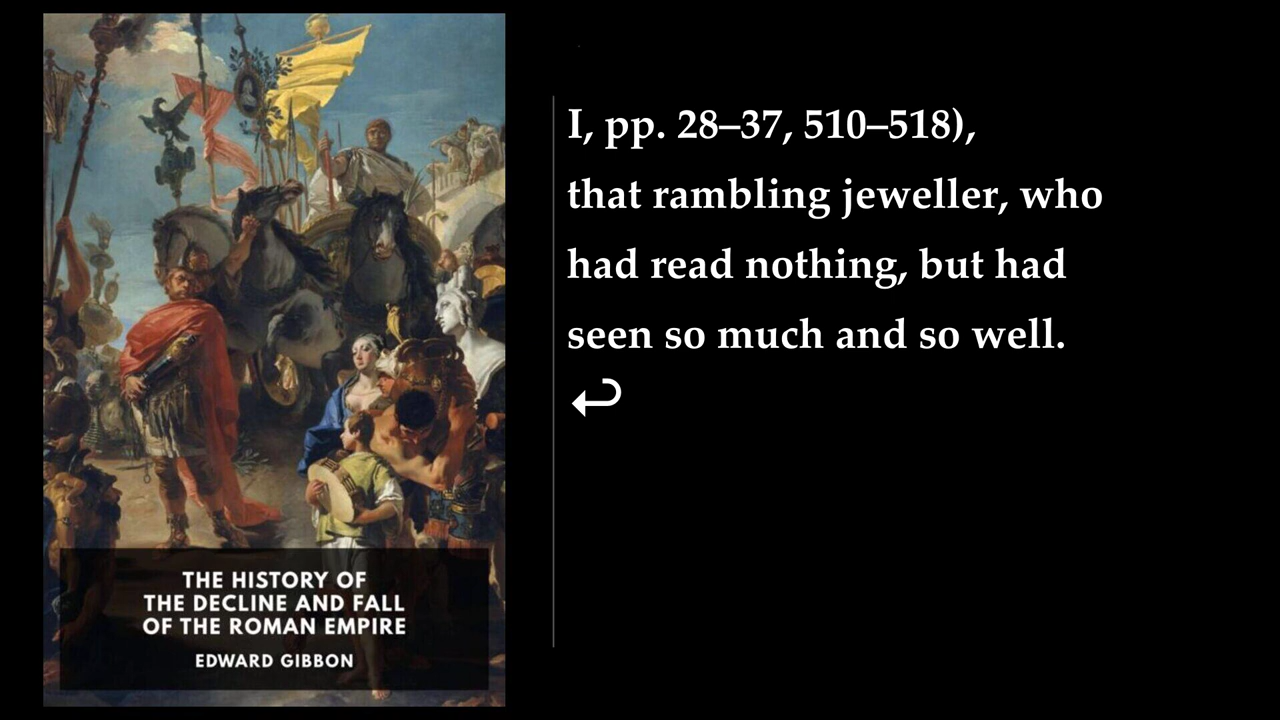 THE HISTORY OF
THE DECLINE AND FALL
OF THE ROMAN EMPIRE
EDWARD GIBBON
I, pp. 28–37, 510–518),
that rambling jeweller, who
had read nothing, but had
seen so much and so well.
↩